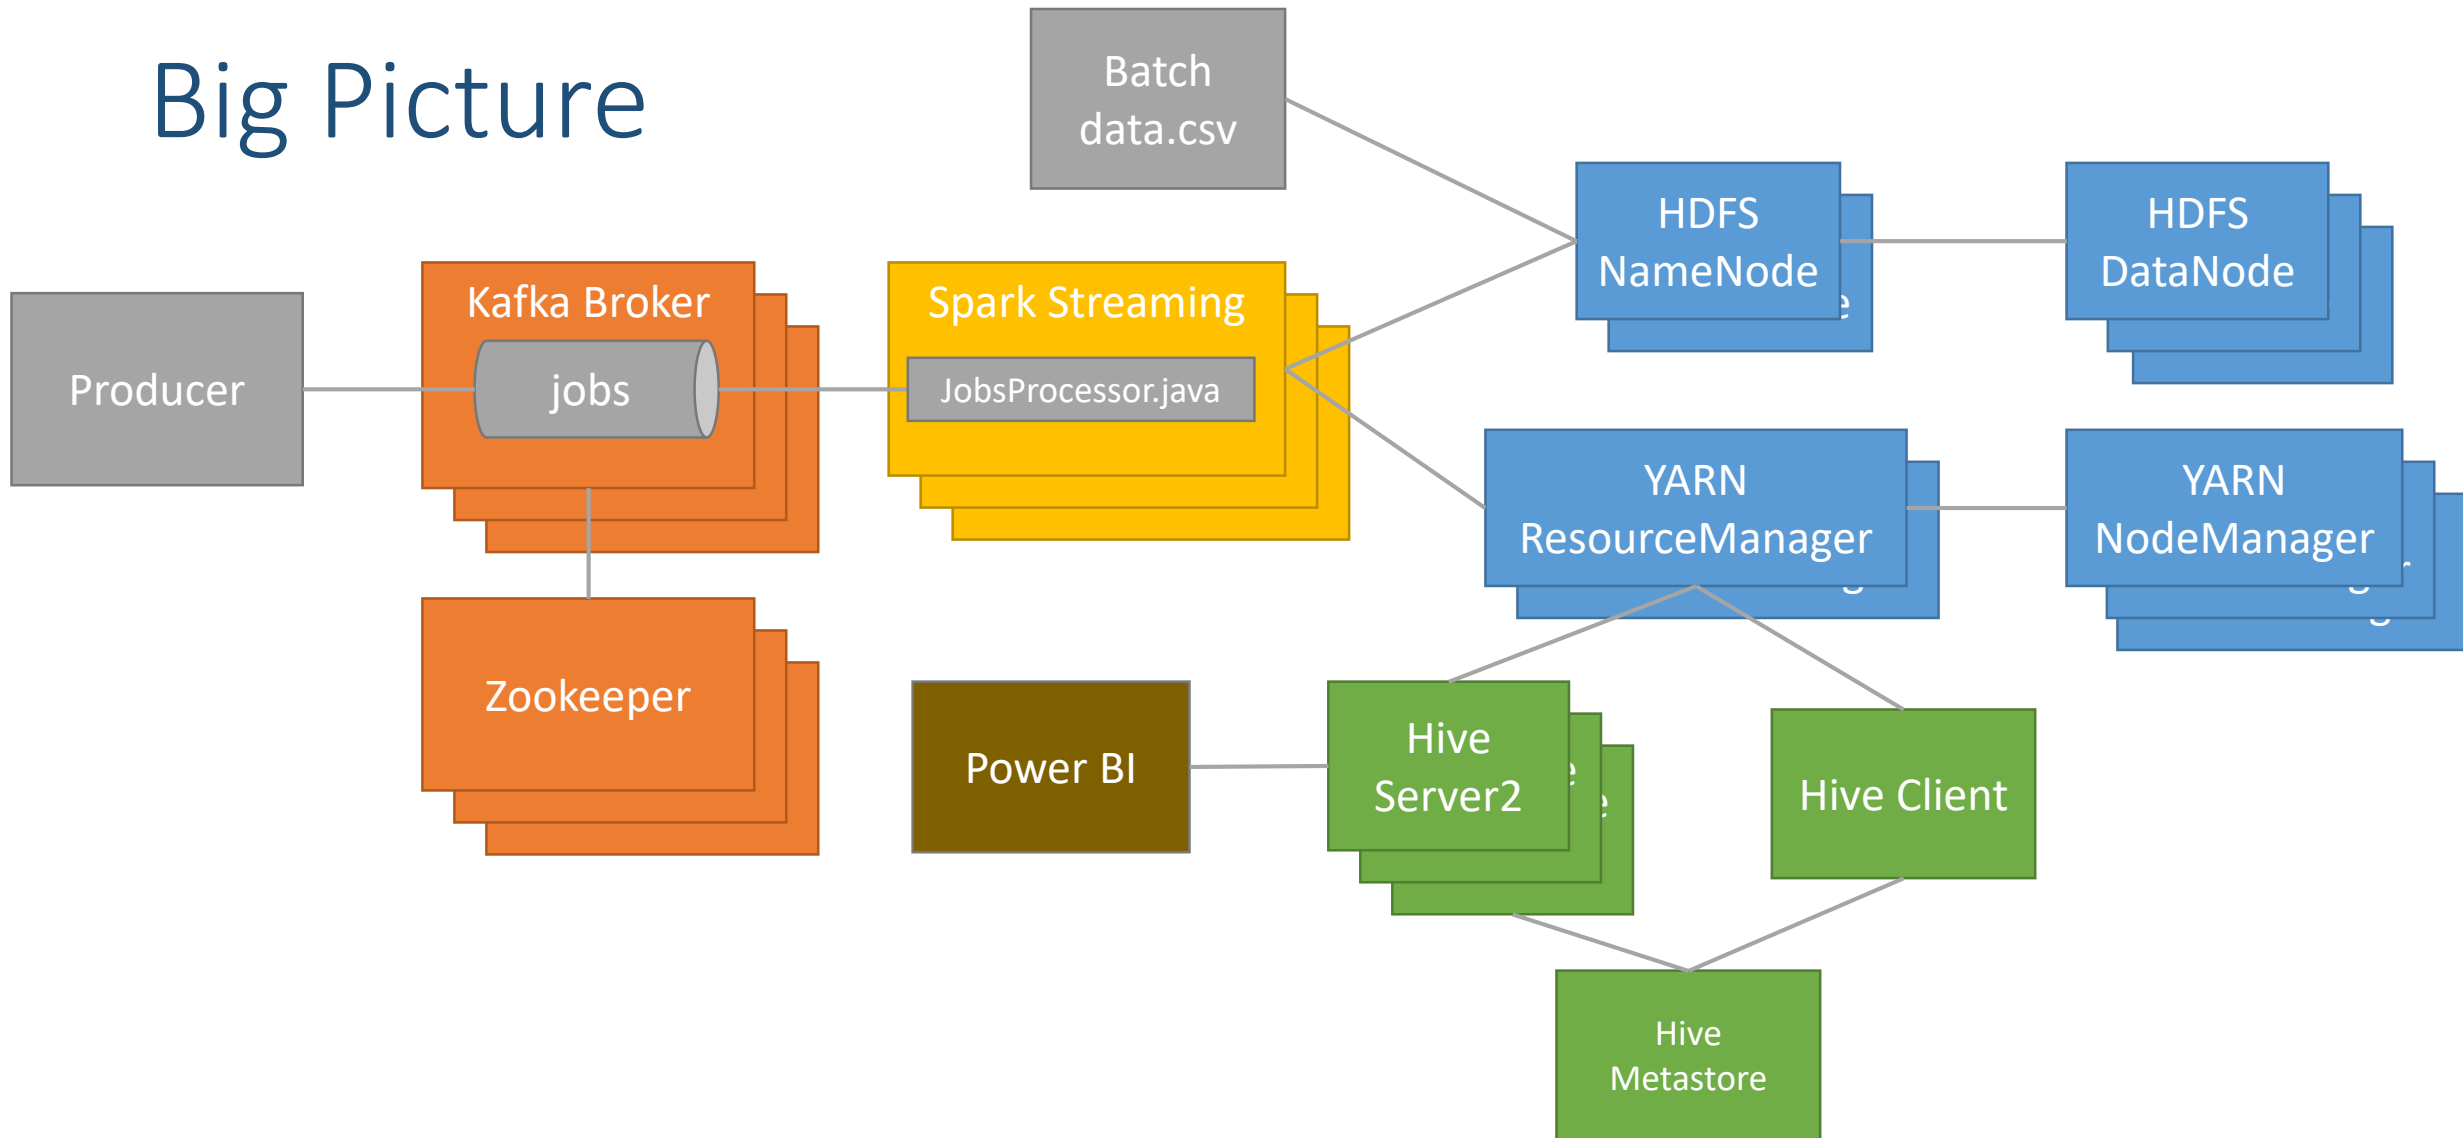 Big Picture
Batch
data.csv
HDFS
NameNode
HDFS
DataNode
Kafka Broker
jobs
Spark Streaming
JobsProcessor.java
Producer
YARN
ResourceManager
YARN
NodeManager
Zookeeper
Power BI
Hive
Server2
Hive Client
Hive
Metastore